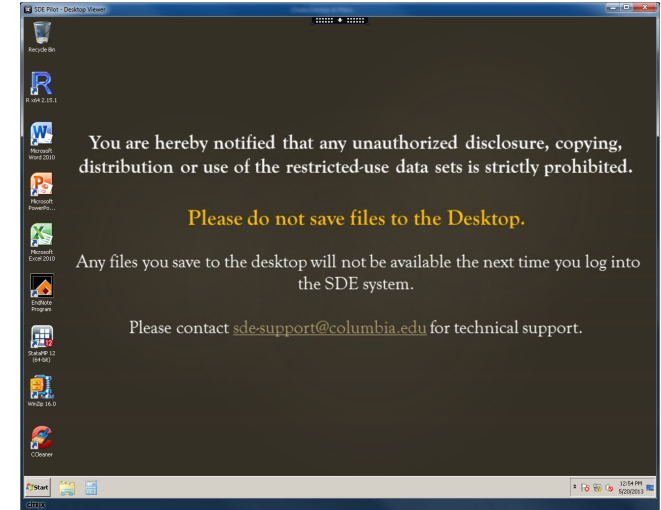 SDE Pilot - Desktop Viewer
Recycle Bin
R x64 2.15.1
Microsoft
Word 2010
Microsoft
PowerPo...
Microsoft
Excel 2010
EndNote
Program
StataMP 12
(64-bit)
WinZip 16.0
CCleaner
You are hereby notified that any unauthorized disclosure, copying,
distribution or use of the restricted-use data sets is strictly prohibited.
Please do not save files to the Desktop.
Any files you save to the desktop will not be available the next time you log into
the SDE system.
Please contact sde-support@columbia.edu for technical support.
Start
12:54 PM
5/20/2013
citrix